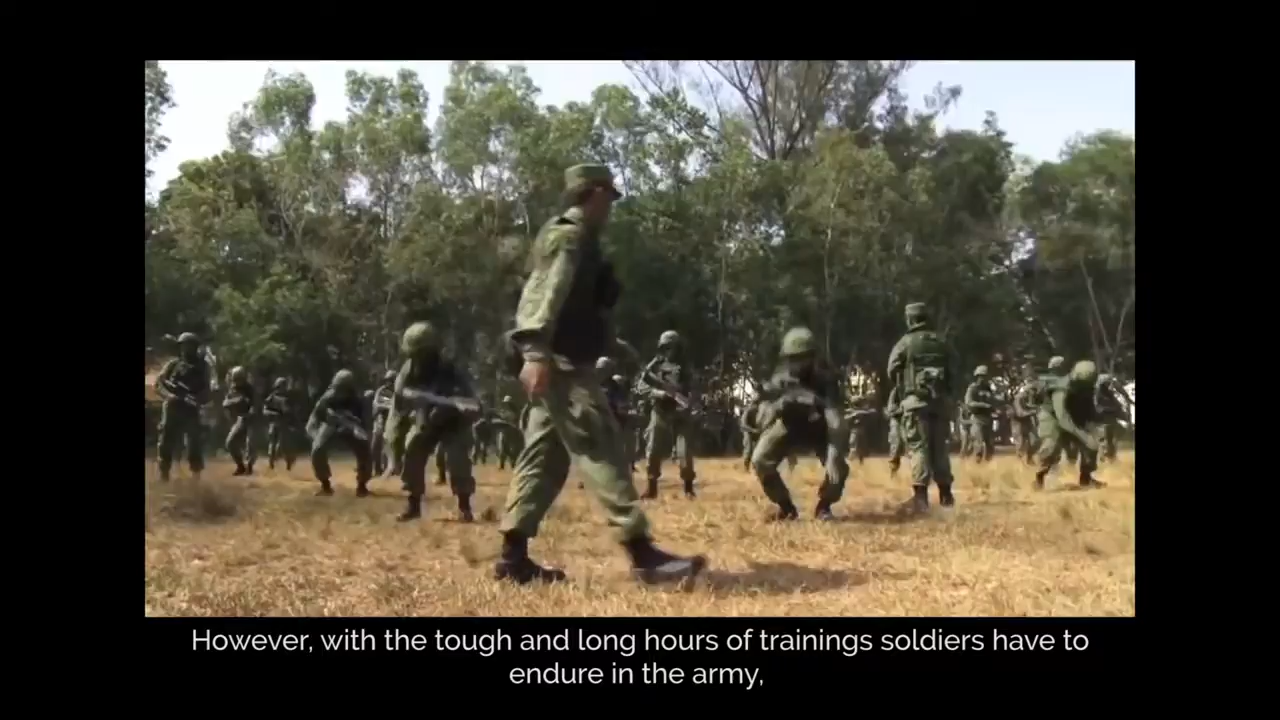 However, with the tough and long hours of trainings soldiers have to
endure in the army,